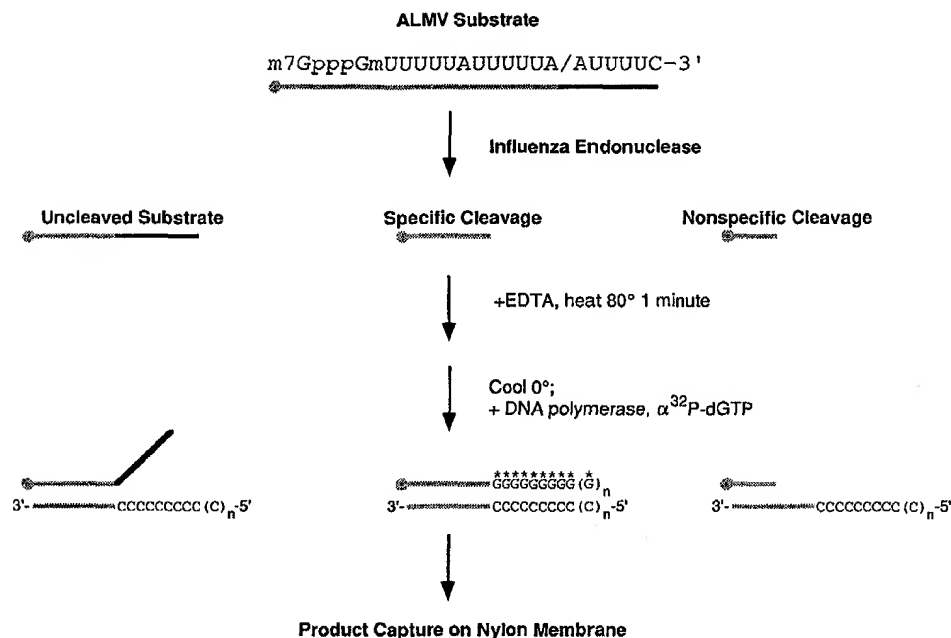 ALMV Substrate
m7GpppGmUUUUUAUUUUUA/AUUUUC-3'
Influenza Endonuclease
Uncleaved Substrate Specific Cleavage Nonspecific Cleavage
+EDTA, heat 80° 1 minute
Cool 0°;
+ DNA polymerase, α32P-dGTP
********* *
GGGGGGGGG(G)n
3'- CCCCCCCCC(C)n-5' 3'- CCCCCCCCC(C)n-5' 3'- CCCCCCCCC(C)n-5'
Product Capture on Nylon Membrane